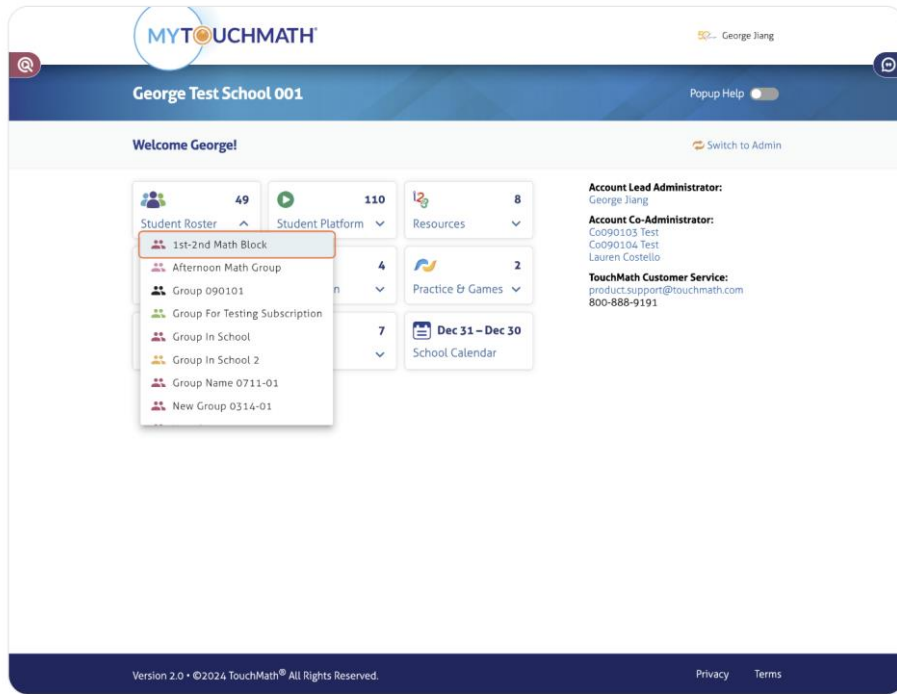 MYTOUCHMATH®
George Jiang
George Test School 001
Popup Help
Welcome George!
Switch to Admin
49
Student Roster
110
Student Platform
8
Resources
1st-2nd Math Block
Afternoon Math Group
Group 090101
Group For Testing Subscription
Group In School
Group In School 2
Group Name 0711-01
New Group 0314-01
4
n
2
Practice & Games
7
Dec 31 – Dec 30
School Calendar
Account Lead Administrator:
George Jiang
Account Co-Administrator:
Co090103 Test
Co090104 Test
Lauren Costello
TouchMath Customer Service:
product.support@touchmath.com
800-888-9191
Version 2.0 • ©2024 TouchMath® All Rights Reserved.
Privacy
Terms